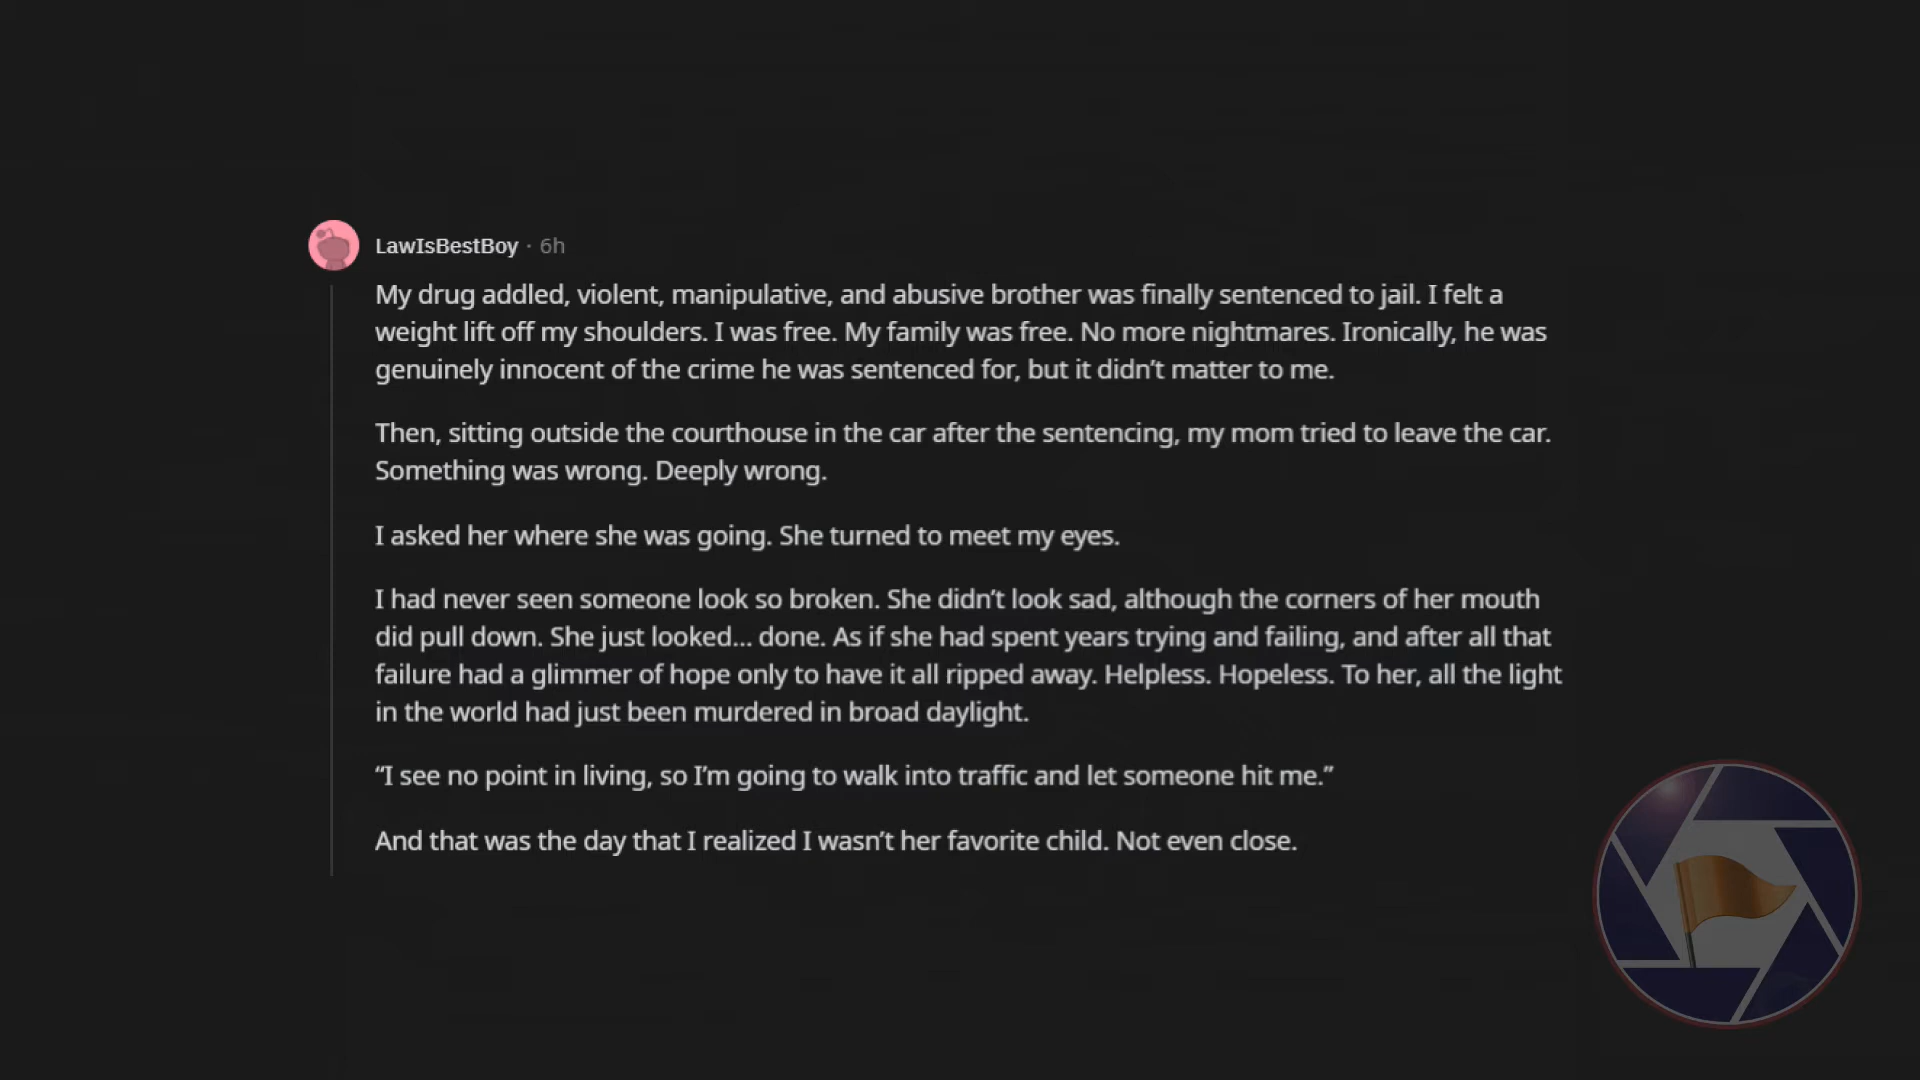 LawIsBestBoy · 6h
My drug addled, violent, manipulative, and abusive brother was finally sentenced to jail. I felt a
weight lift off my shoulders. I was free. My family was free. No more nightmares. Ironically, he was
genuinely innocent of the crime he was sentenced for, but it didn’t matter to me.
Then, sitting outside the courthouse in the car after the sentencing, my mom tried to leave the car.
Something was wrong. Deeply wrong.
I asked her where she was going. She turned to meet my eyes.
I had never seen someone look so broken. She didn’t look sad, although the corners of her mouth
did pull down. She just looked... done. As if she had spent years trying and failing, and after all that
failure had a glimmer of hope only to have it all ripped away. Helpless. Hopeless. To her, all the light
in the world had just been murdered in broad daylight.
“I see no point in living, so I’m going to walk into traffic and let someone hit me.”
And that was the day that I realized I wasn’t her favorite child. Not even close.